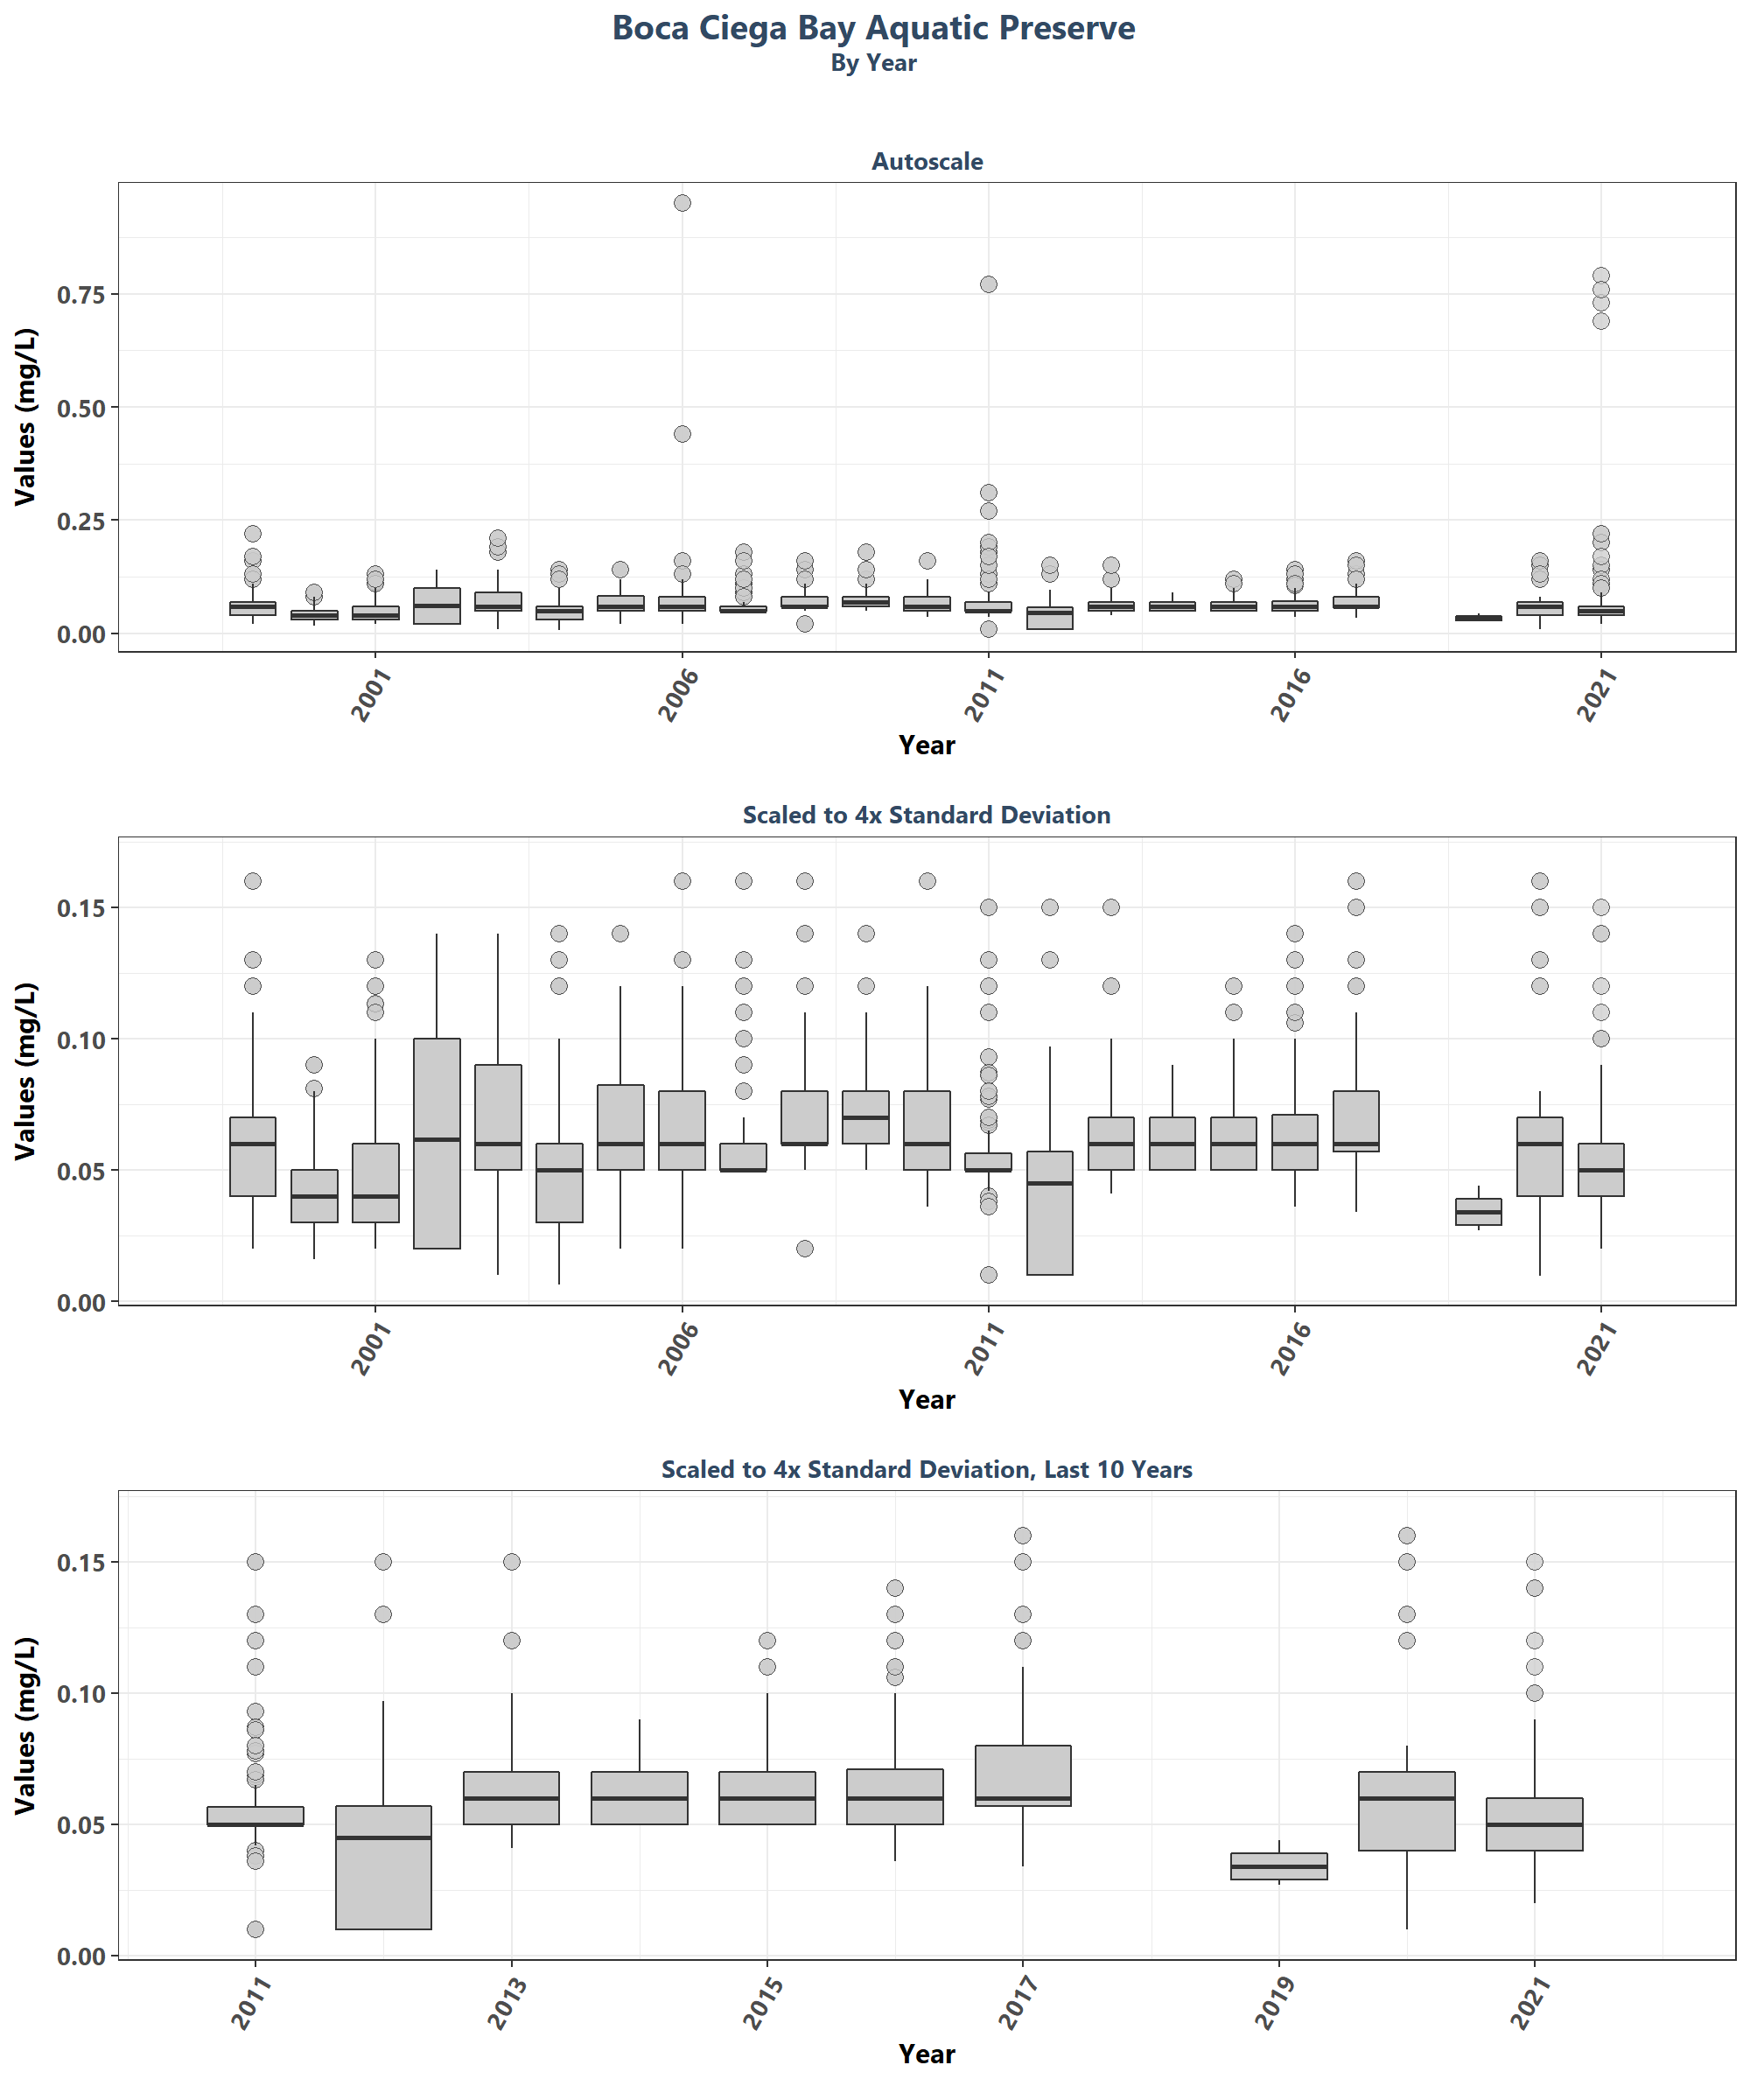 Boca Ciega Bay Aquatic Preserve
By Year
Autoscale
Values (mg/L)
0.75
0.50
0.25
0.00
2001
2006
2011
2016
2021
Year
Scaled to 4x Standard Deviation
Values (mg/L)
0.15
0.10
0.05
0.00
2001
2006
2011
2016
2021
Year
Scaled to 4x Standard Deviation, Last 10 Years
Values (mg/L)
0.15
0.10
0.05
0.00
2011
2013
2015
2017
2019
2021
Year